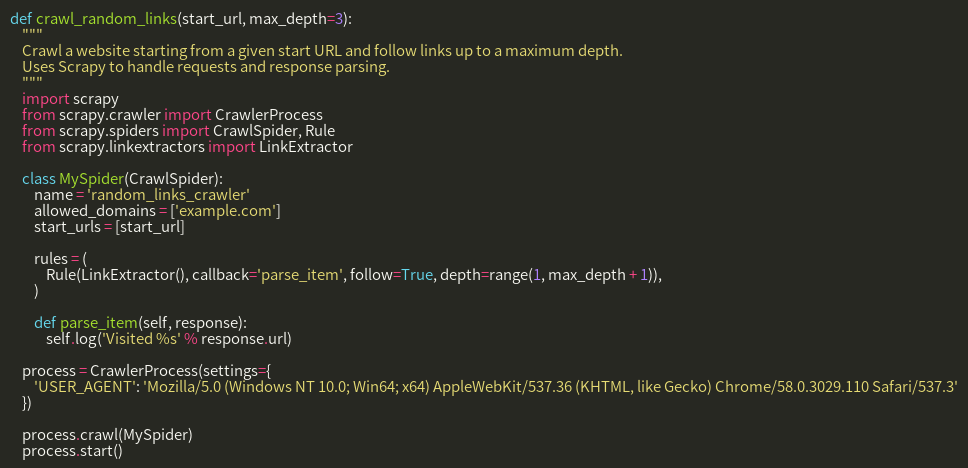 def crawl_random_links(start_url, max_depth=3):
    """
    Crawl a website starting from a given start URL and follow links up to a maximum depth.
    Uses Scrapy to handle requests and response parsing.
    """
    import scrapy
    from scrapy.crawler import CrawlerProcess
    from scrapy.spiders import CrawlSpider, Rule
    from scrapy.linkextractors import LinkExtractor

    class MySpider(CrawlSpider):
        name = 'random_links_crawler'
        allowed_domains = ['example.com']
        start_urls = [start_url]

        rules = (
            Rule(LinkExtractor(), callback='parse_item', follow=True, depth=range(1, max_depth + 1)),
        )

        def parse_item(self, response):
            self.log('Visited %s' % response.url)

    process = CrawlerProcess(settings={
        'USER_AGENT': 'Mozilla/5.0 (Windows NT 10.0; Win64; x64) AppleWebKit/537.36 (KHTML, like Gecko) Chrome/58.0.3029.110 Safari/537.3'
    })

    process.crawl(MySpider)
    process.start()